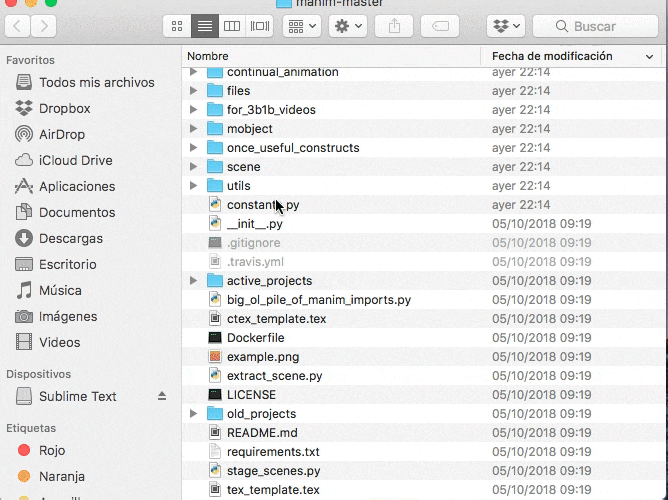 manim-master
Buscar
Favoritos
Todos mis archivos
Dropbox
AirDrop
iCloud Drive
Aplicaciones
Documentos
Descargas
Escritorio
Música
Imágenes
Videos
Dispositivos
Sublime Text
Etiquetas
Rojo
Naranja
Nombre Fecha de modificación
continual_animation ayer 22:14
files ayer 22:14
for_3b1b_videos ayer 22:14
mobject ayer 22:14
once_useful_constructs ayer 22:14
scene ayer 22:14
utils ayer 22:14
constants.py ayer 22:14
__init__.py 05/10/2018 09:19
.gitignore 05/10/2018 09:19
.travis.yml 05/10/2018 09:19
active_projects 05/10/2018 09:19
big_ol_pile_of_manim_imports.py 05/10/2018 09:19
ctex_template.tex 05/10/2018 09:19
Dockerfile 05/10/2018 09:19
example.png 05/10/2018 09:19
extract_scene.py 05/10/2018 09:19
LICENSE 05/10/2018 09:19
old_projects 05/10/2018 09:19
README.md 05/10/2018 09:19
requirements.txt 05/10/2018 09:19
stage_scenes.py 05/10/2018 09:19
tex_template.tex 05/10/2018 09:19